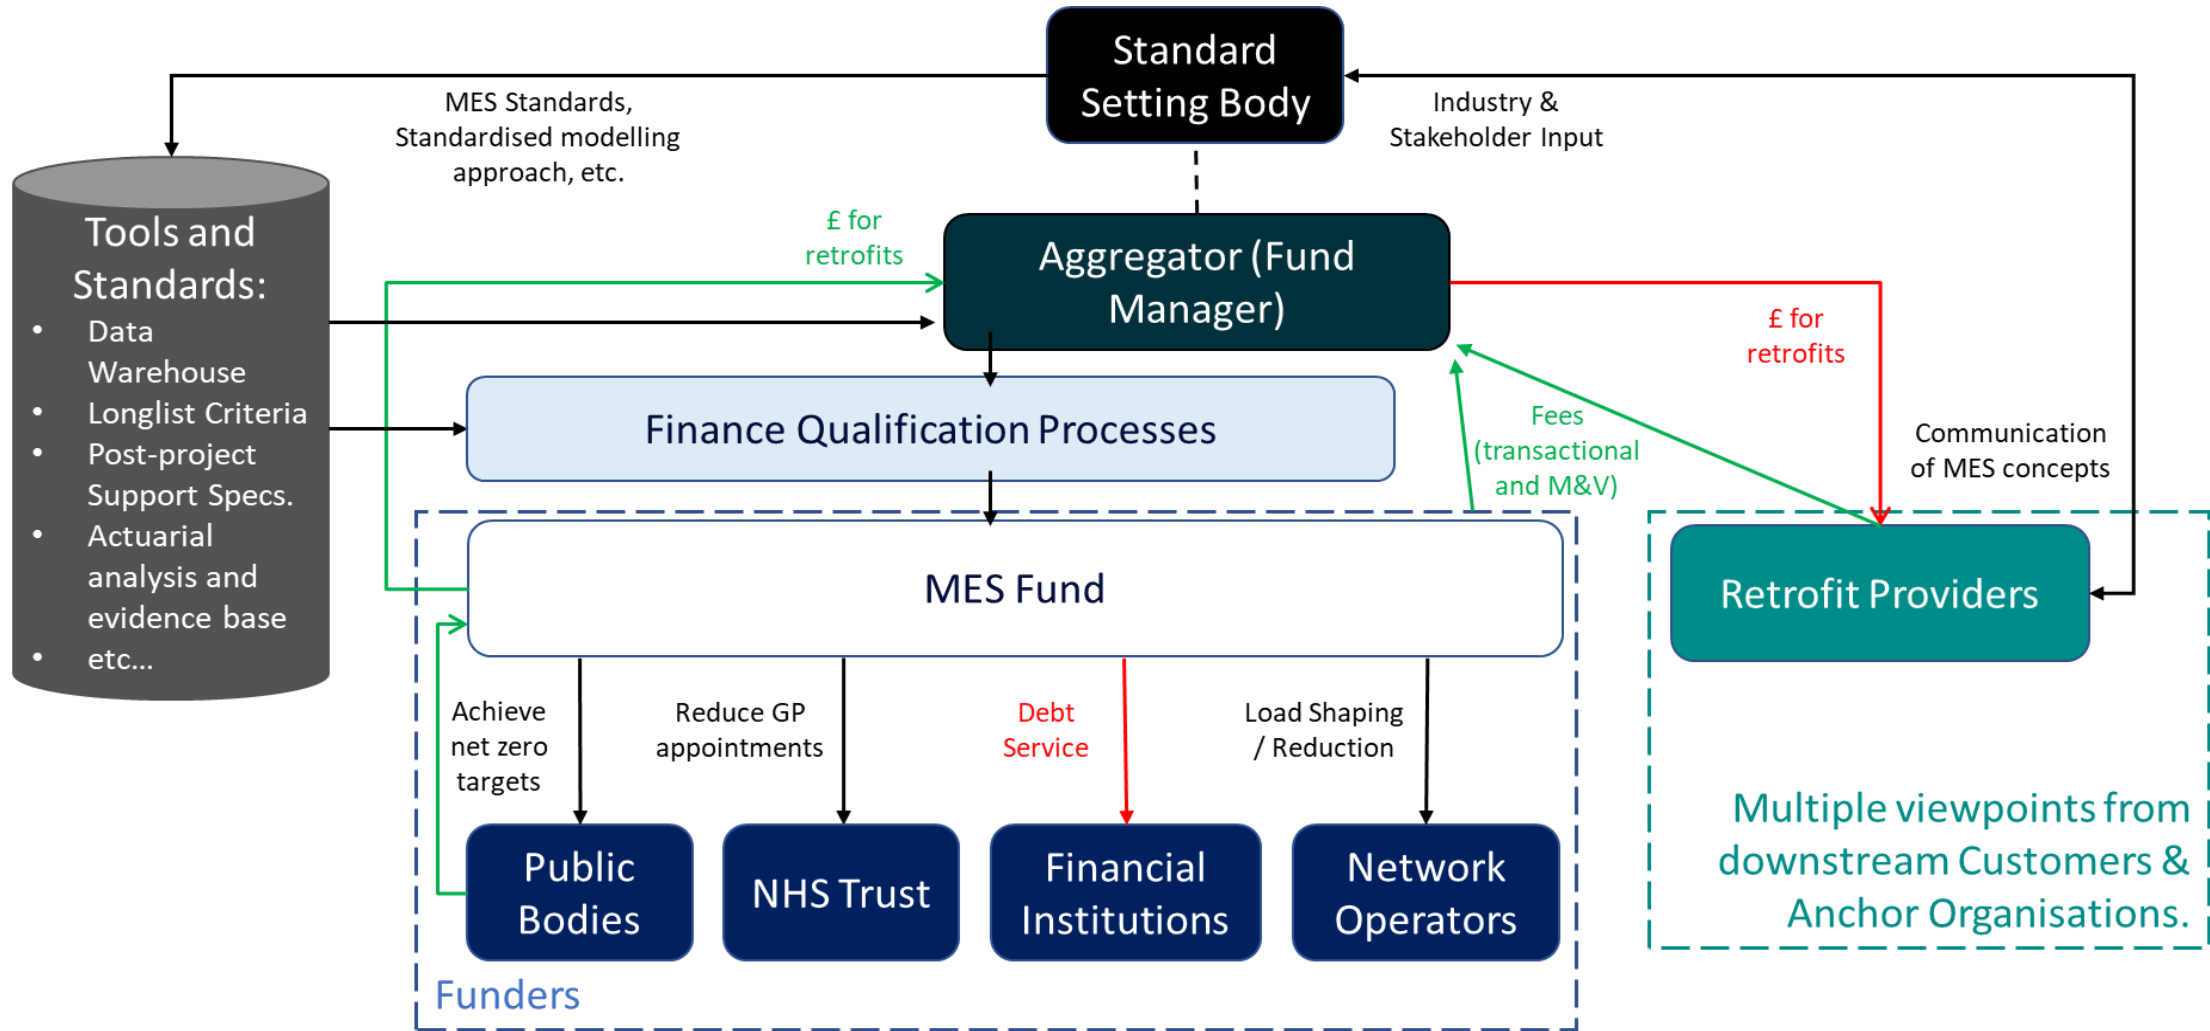 Standard
Setting Body
MES Standards,
Standardised modelling
approach, etc.
Industry &
Stakeholder Input
Tools and
Standards:
• Data
Warehouse
• Longlist Criteria
• Post-project
Support Specs.
• Actuarial
analysis and
evidence base
• etc...
£ for
retrofits
Aggregator (Fund
Manager)
£ for
retrofits
Finance Qualification Processes
Fees
(transactional
and M&V)
Communication
of MES concepts
MES Fund
Retrofit Providers
Achieve
net zero
targets
Reduce GP
appointments
Debt
Service
Load Shaping
/ Reduction
Public
Bodies
NHS Trust
Financial
Institutions
Network
Operators
Multiple viewpoints from
downstream Customers &
Anchor Organisations.
Funders